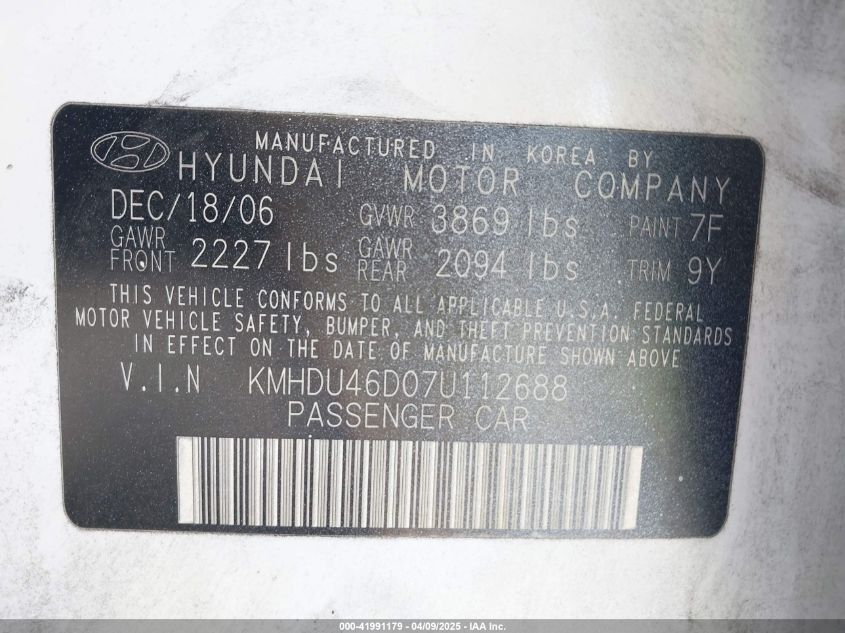 MANUFACTURED IN KOREA BY
HYUNDAI MOTOR COMPANY
DEC/18/06 GVWR 3869 lbs PAINT 7F
GAWR FRONT 2227 lbs GAWR REAR 2094 lbs TRIM 9Y
THIS VEHICLE CONFORMS TO ALL APPLICABLE U.S.A. FEDERAL
MOTOR VEHICLE SAFETY, BUMPER, AND THEFT PREVENTION STANDARDS
IN EFFECT ON THE DATE OF MANUFACTURE SHOWN ABOVE
V.I.N KMHDU46D07U112688
PASSENGER CAR
000-41991179 - 04/09/2025 - IAA Inc.